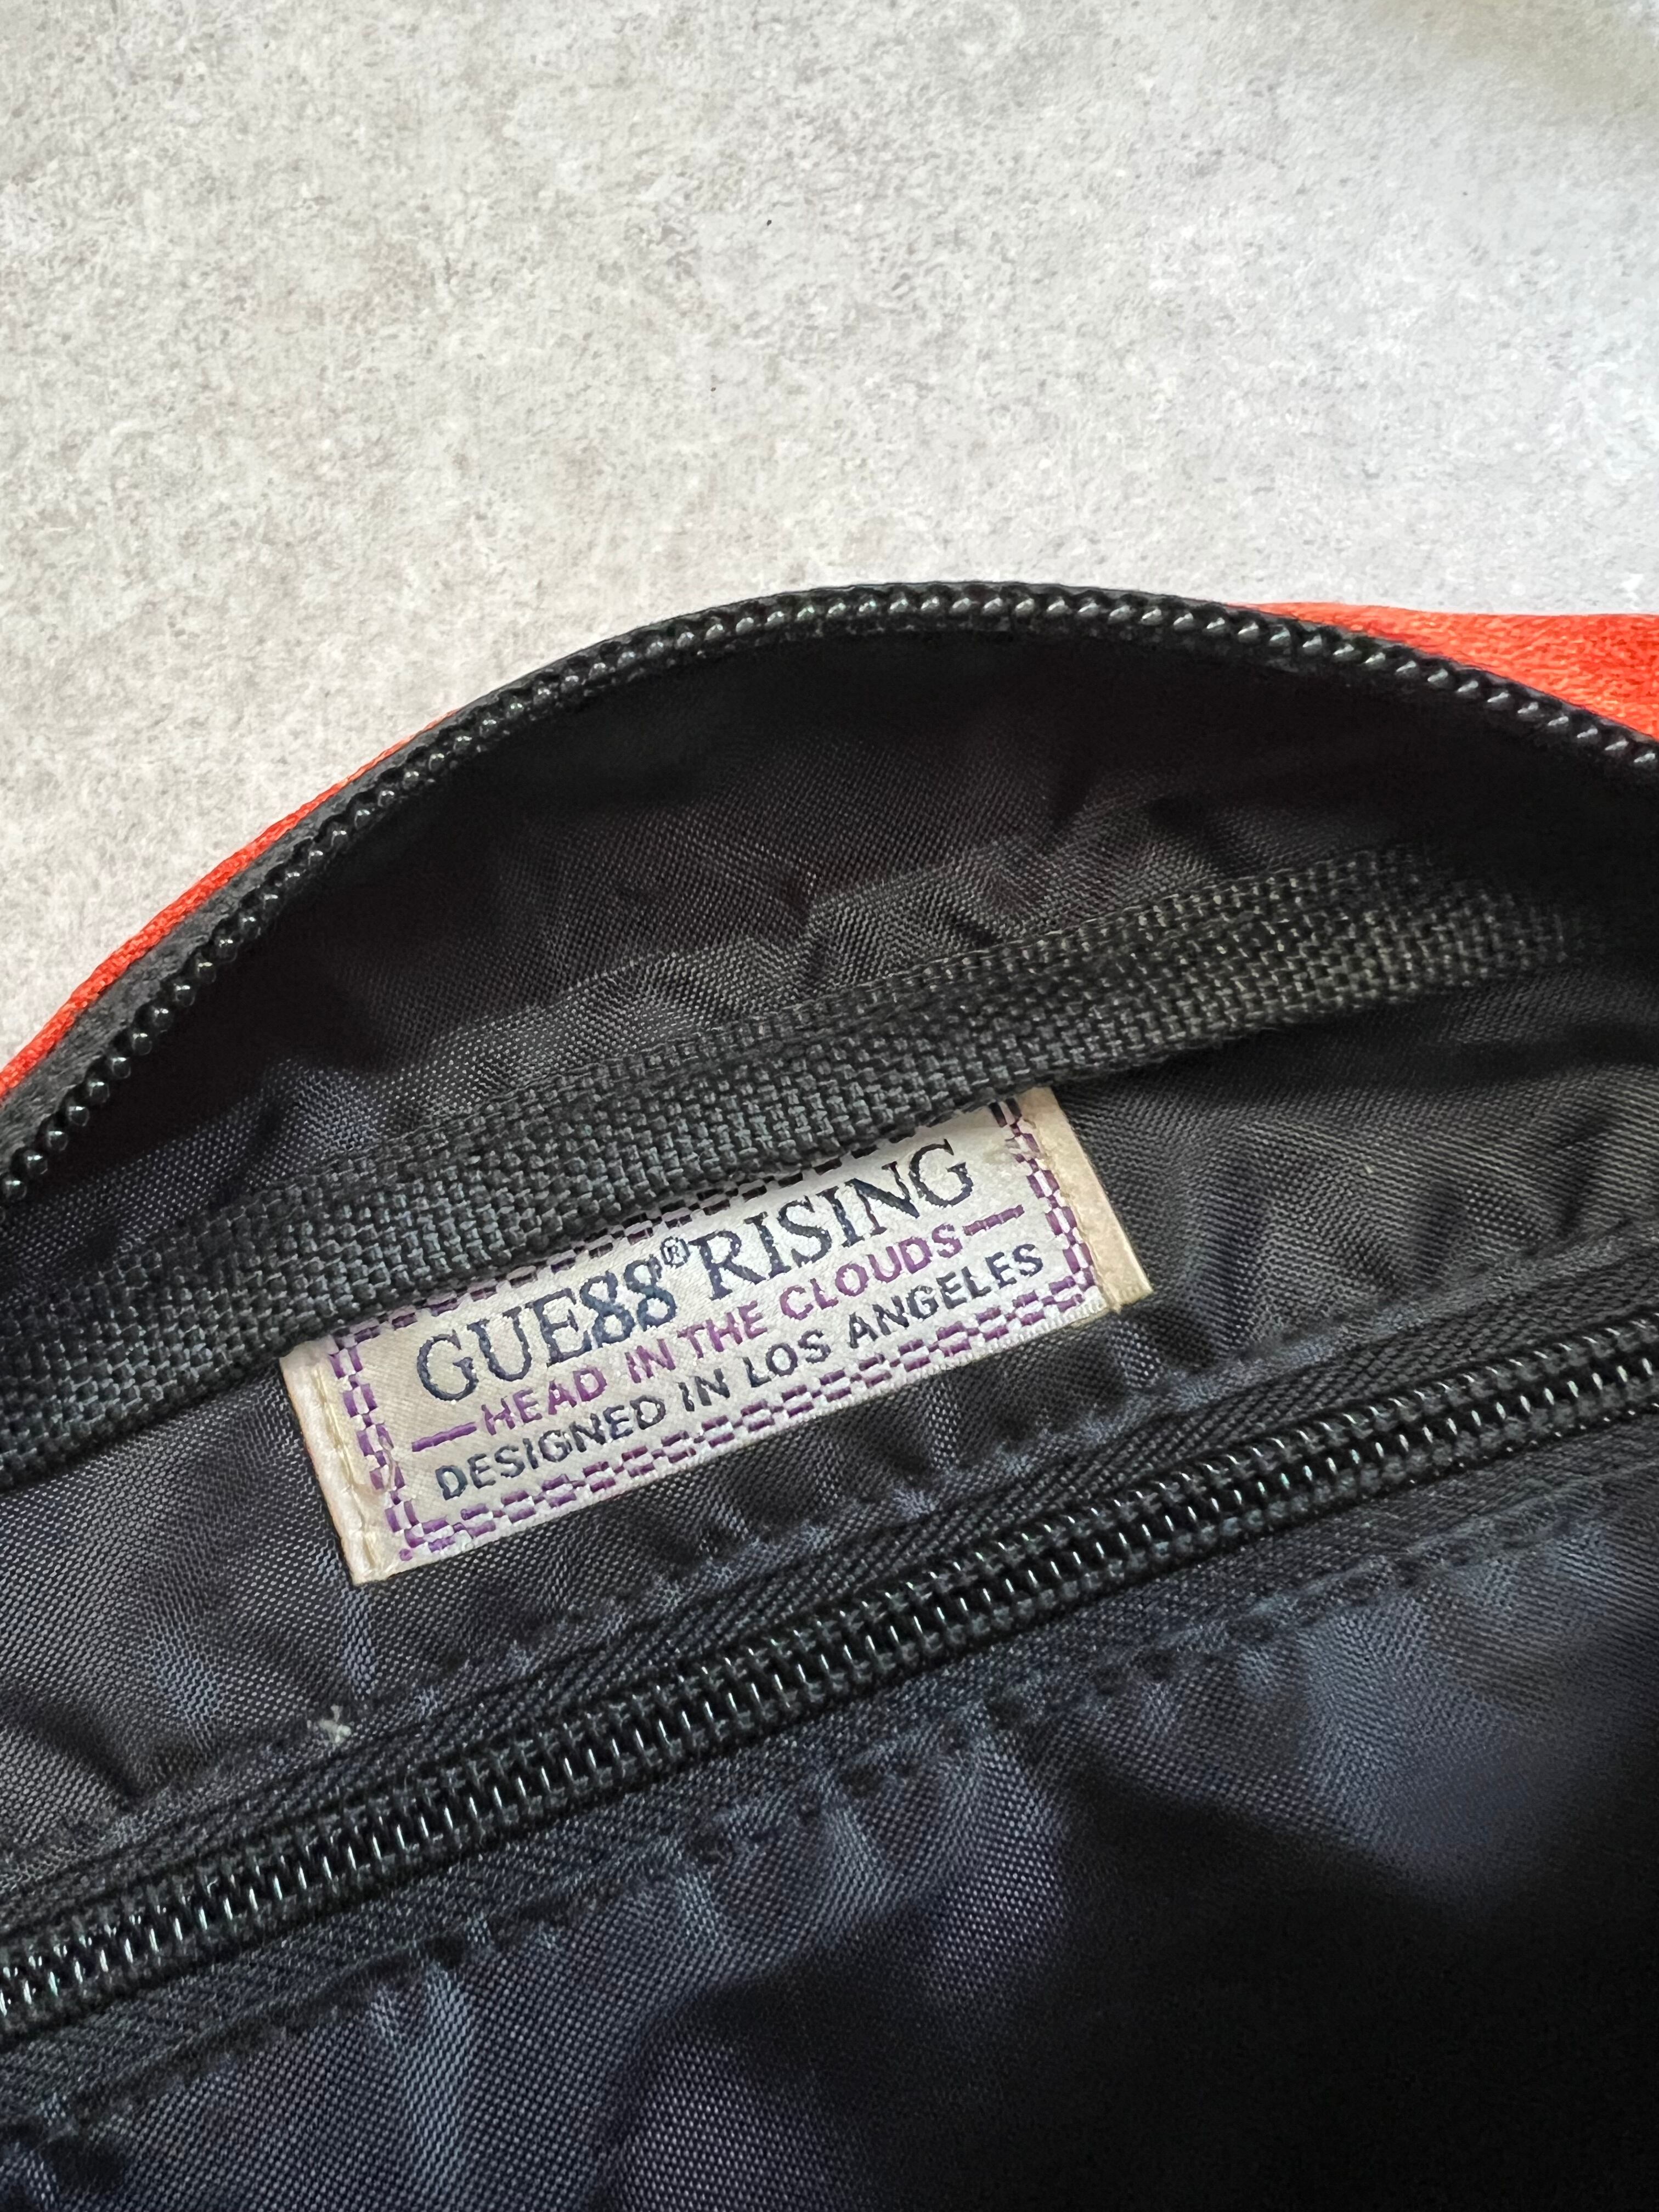 GUE88® RISING
—HEAD IN THE CLOUDS—
DESIGNED IN LOS ANGELES